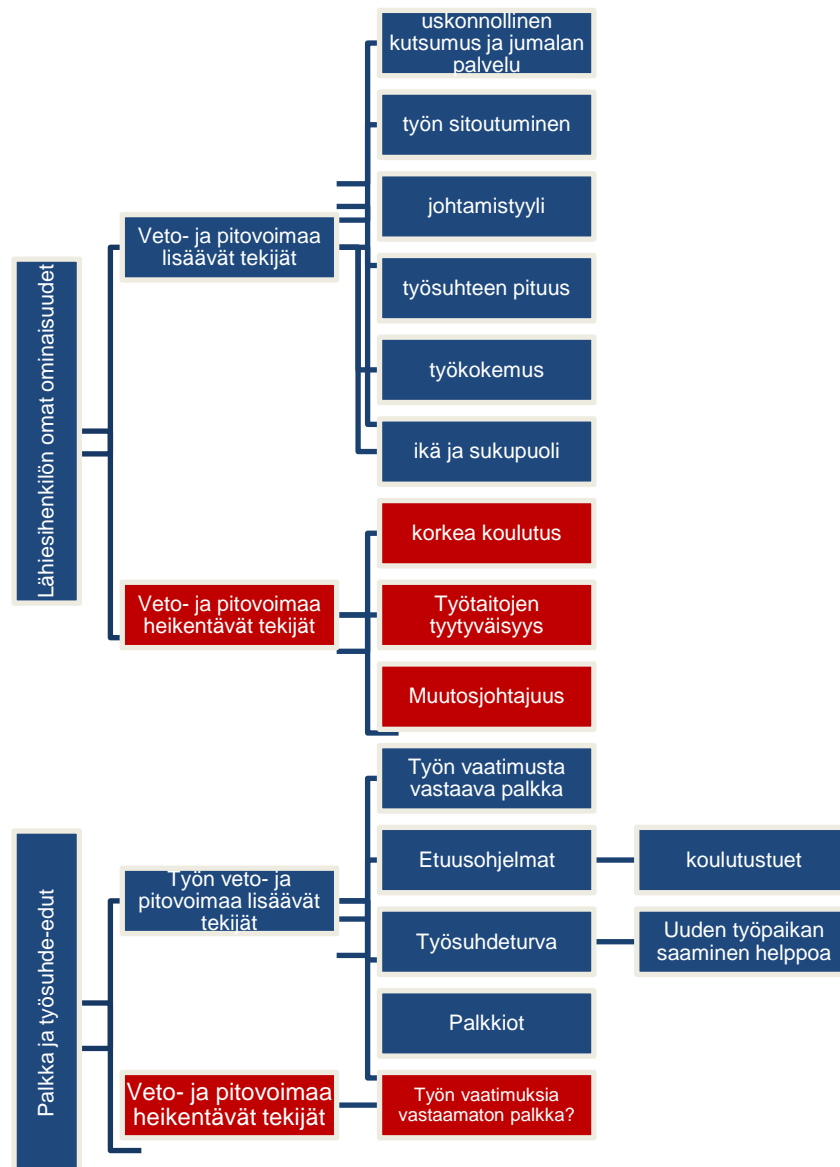 Lähiesihenkilön omat ominaisuudet
Veto- ja pitovoimaa
lisäävät tekijät
uskonnollinen
kutsumus ja jumalan
palvelu
työn sitoutuminen
johtamistyyli
työsuhteen pituus
työkokemus
ikä ja sukupuoli
Veto- ja pitovoimaa
heikentävät tekijät
korkea koulutus
Työtaitojen
tyytyväisyys
Muutosjohtajuus
Palkka ja työsuhde-edut
Työn veto- ja
pitovoimaa lisäävät
tekijät
Työn vaatimusta
vastaava palkka
Etuusohjelmat
koulutustuet
Työsuhdeturva
Uuden työpaikan
saaminen helppoa
Palkkiot
Veto- ja pitovoimaa
heikentävät tekijät
Työn vaatimuksia
vastaamaton palkka?